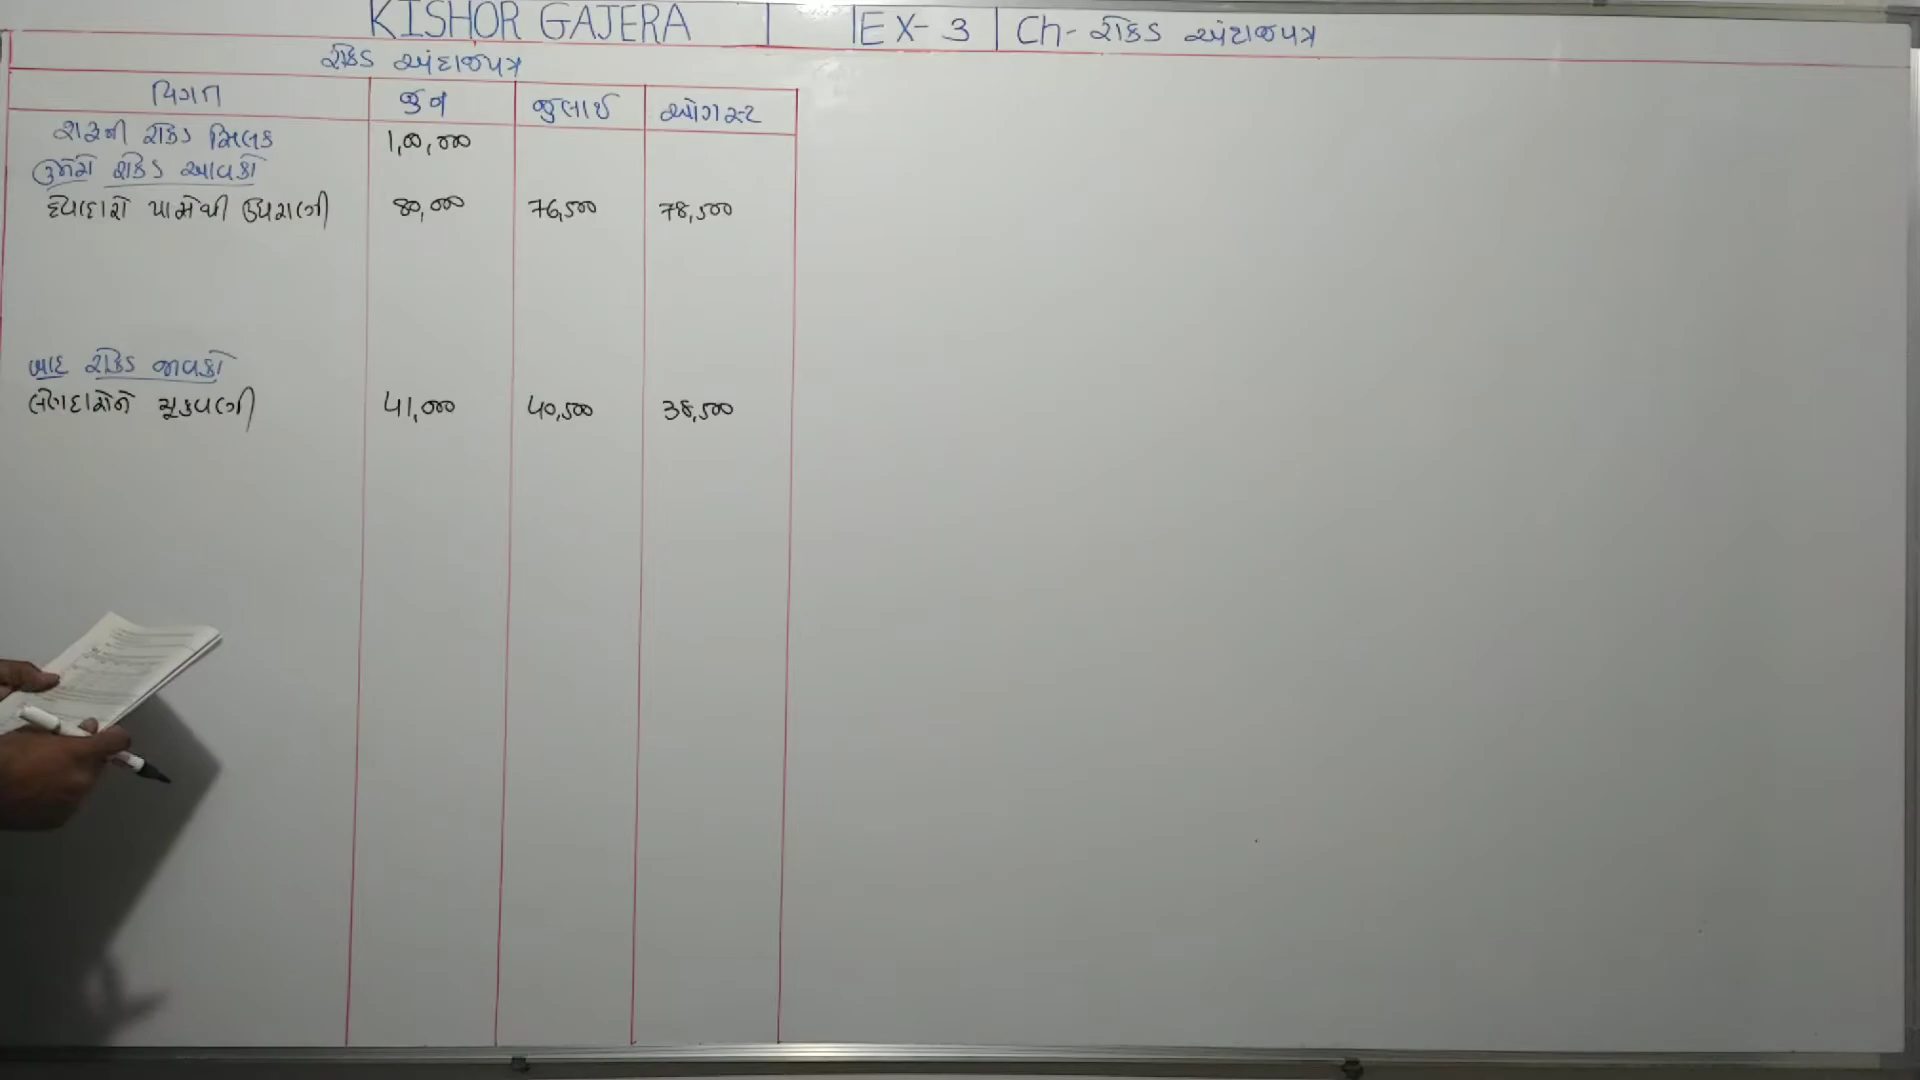 KISHOR GAJERA EX- 3 Ch- રોકડ અંદાજપત્ર
રોકડ અંદાજપત્ર
વિગત જુન જુલાઈ ઓગસ્ટ
શરૂની રોકડ સિલક 1,00,000
ઉમેરો રોકડ આવકો
દેવાદારો પાસેથી ઉઘરાણી 80,000 76,500 78,500
બાદ રોકડ જાવકો
લેણદારોને ચૂકવણી 41,000 40,500 38,500